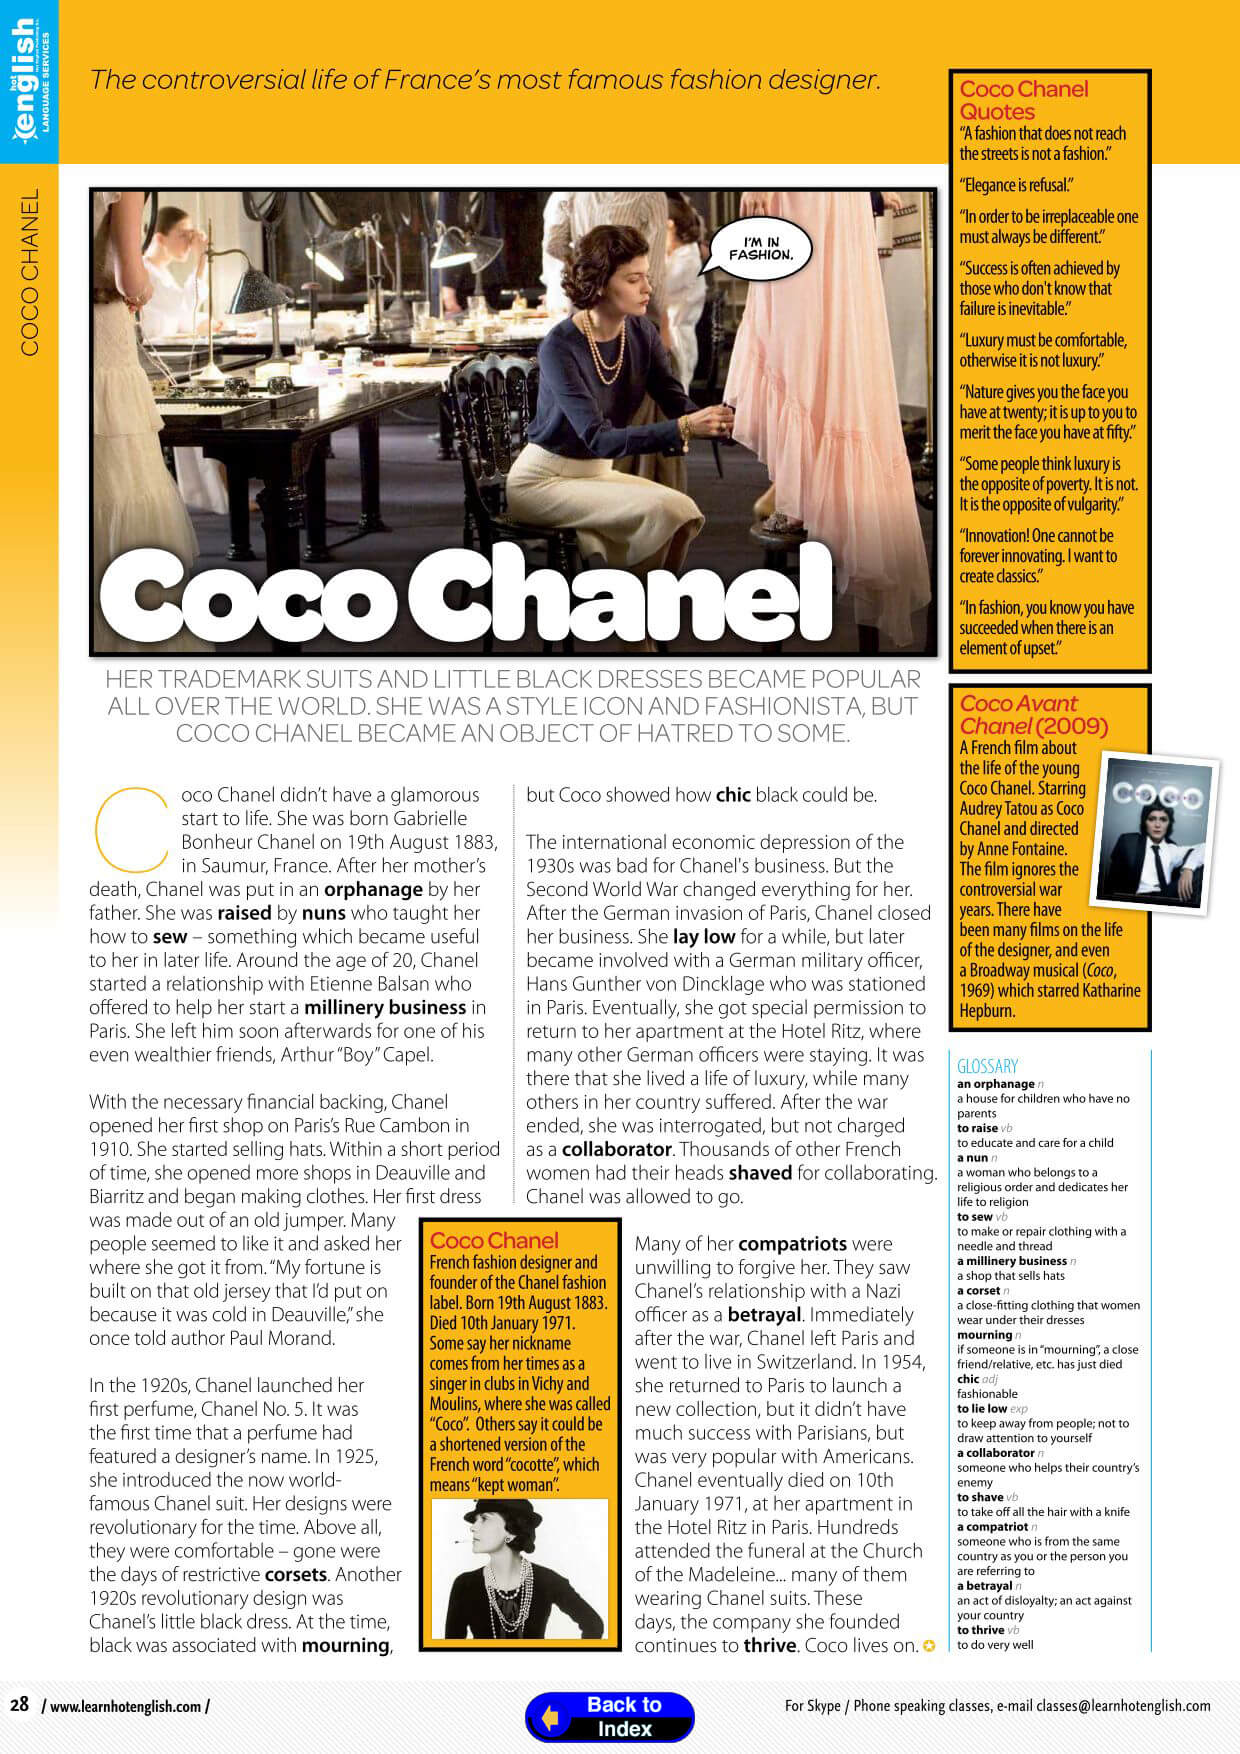 hot
english
LANGUAGE SERVICES
COCO CHANEL
The controversial life of France's most famous fashion designer.
I'M IN
FASHION.
Coco Chanel
HER TRADEMARK SUITS AND LITTLE BLACK DRESSES BECAME POPULAR
ALL OVER THE WORLD. SHE WAS A STYLE ICON AND FASHIONISTA, BUT
COCO CHANEL BECAME AN OBJECT OF HATRED TO SOME.
Coco Chanel didn't have a glamorous
start to life. She was born Gabrielle
Bonheur Chanel on 19th August 1883,
in Saumur, France. After her mother's
death, Chanel was put in an orphanage by her
father. She was raised by nuns who taught her
how to sew – something which became useful
to her in later life. Around the age of 20, Chanel
started a relationship with Etienne Balsan who
offered to help her start a millinery business in
Paris. She left him soon afterwards for one of his
even wealthier friends, Arthur "Boy" Capel.
With the necessary financial backing, Chanel
opened her first shop on Paris's Rue Cambon in
1910. She started selling hats. Within a short period
of time, she opened more shops in Deauville and
Biarritz and began making clothes. Her first dress
was made out of an old jumper. Many
people seemed to like it and asked her
where she got it from. "My fortune is
built on that old jersey that I'd put on
because it was cold in Deauville," she
once told author Paul Morand.
In the 1920s, Chanel launched her
first perfume, Chanel No. 5. It was
the first time that a perfume had
featured a designer's name. In 1925,
she introduced the now world-
famous Chanel suit. Her designs were
revolutionary for the time. Above all,
they were comfortable – gone were
the days of restrictive corsets. Another
1920s revolutionary design was
Chanel's little black dress. At the time,
black was associated with mourning,
but Coco showed how chic black could be.
The international economic depression of the
1930s was bad for Chanel's business. But the
Second World War changed everything for her.
After the German invasion of Paris, Chanel closed
her business. She lay low for a while, but later
became involved with a German military officer,
Hans Gunther von Dincklage who was stationed
in Paris. Eventually, she got special permission to
return to her apartment at the Hotel Ritz, where
many other German officers were staying. It was
there that she lived a life of luxury, while many
others in her country suffered. After the war
ended, she was interrogated, but not charged
as a collaborator. Thousands of other French
women had their heads shaved for collaborating.
Chanel was allowed to go.
Many of her compatriots were
unwilling to forgive her. They saw
Chanel's relationship with a Nazi
officer as a betrayal. Immediately
after the war, Chanel left Paris and
went to live in Switzerland. In 1954,
she returned to Paris to launch a
new collection, but it didn't have
much success with Parisians, but
was very popular with Americans.
Chanel eventually died on 10th
January 1971, at her apartment in
the Hotel Ritz in Paris. Hundreds
attended the funeral at the Church
of the Madeleine... many of them
wearing Chanel suits. These
days, the company she founded
continues to thrive. Coco lives on.
Coco Chanel
French fashion designer and
founder of the Chanel fashion
label. Born 19th August 1883.
Died 10th January 1971.
Some say her nickname
comes from her times as a
singer in clubs in Vichy and
Moulins, where she was called
"Coco". Others say it could be
a shortened version of the
French word "cocotte", which
means "kept woman".
Coco Chanel
Quotes
"A fashion that does not reach
the streets is not a fashion."
"Elegance is refusal."
"In order to be irreplaceable one
must always be different."
"Success is often achieved by
those who don't know that
failure is inevitable."
"Luxury must be comfortable,
otherwise it is not luxury."
"Nature gives you the face you
have at twenty; it is up to you to
merit the face you have at fifty."
"Some people think luxury is
the opposite of poverty. It is not.
It is the opposite of vulgarity."
"Innovation! One cannot be
forever innovating. I want to
create classics."
"In fashion, you know you have
succeeded when there is an
element of upset."
Coco Avant
Chanel (2009)
A French film about
the life of the young
Coco Chanel. Starring
Audrey Tatou as Coco
Chanel and directed
by Anne Fontaine.
The film ignores the
controversial war
years. There have
been many films on the life
of the designer, and even
a Broadway musical (Coco,
1969) which starred Katharine
Hepburn.
COCO
GLOSSARY
an orphanage n
a house for children who have no
parents
to raise vb
to educate and care for a child
a nun n
a woman who belongs to a
religious order and dedicates her
life to religion
to sew vb
to make or repair clothing with a
needle and thread
a millinery business n
a shop that sells hats
a corset n
a close-fitting clothing that women
wear under their dresses
mourning n
if someone is in "mourning", a close
friend/relative, etc. has just died
chic adj
fashionable
to lie low exp
to keep away from people; not to
draw attention to yourself
a collaborator n
someone who helps their country's
enemy
to shave vb
to take off all the hair with a knife
a compatriot n
someone who is from the same
country as you or the person you
are referring to
a betrayal n
an act of disloyalty; an act against
your country
to thrive vb
to do very well
28 / www.learnhotenglish.com /
Back to
Index
For Skype / Phone speaking classes, e-mail classes@learnhotenglish.com